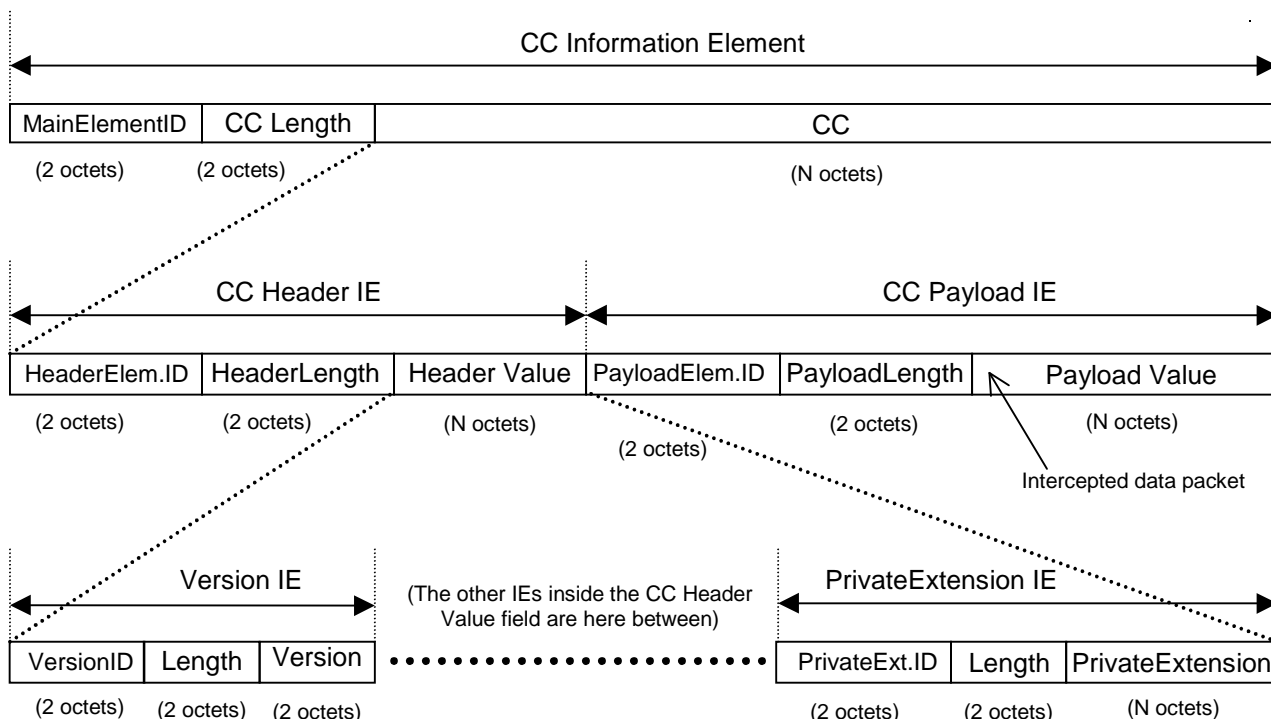 CC Information Element
MainElementID CC Length CC
(2 octets) (2 octets) (N octets)
CC Header IE CC Payload IE
HeaderElem.ID HeaderLength Header Value PayloadElem.ID PayloadLength Payload Value
(2 octets) (2 octets) (N octets) (2 octets) (2 octets) (N octets)
Intercepted data packet
Version IE (The other IEs inside the CC Header PrivateExtension IE
Value field are here between)
VersionID Length Version PrivateExt.ID Length PrivateExtension
(2 octets) (2 octets) (2 octets) (2 octets) (2 octets) (N octets)